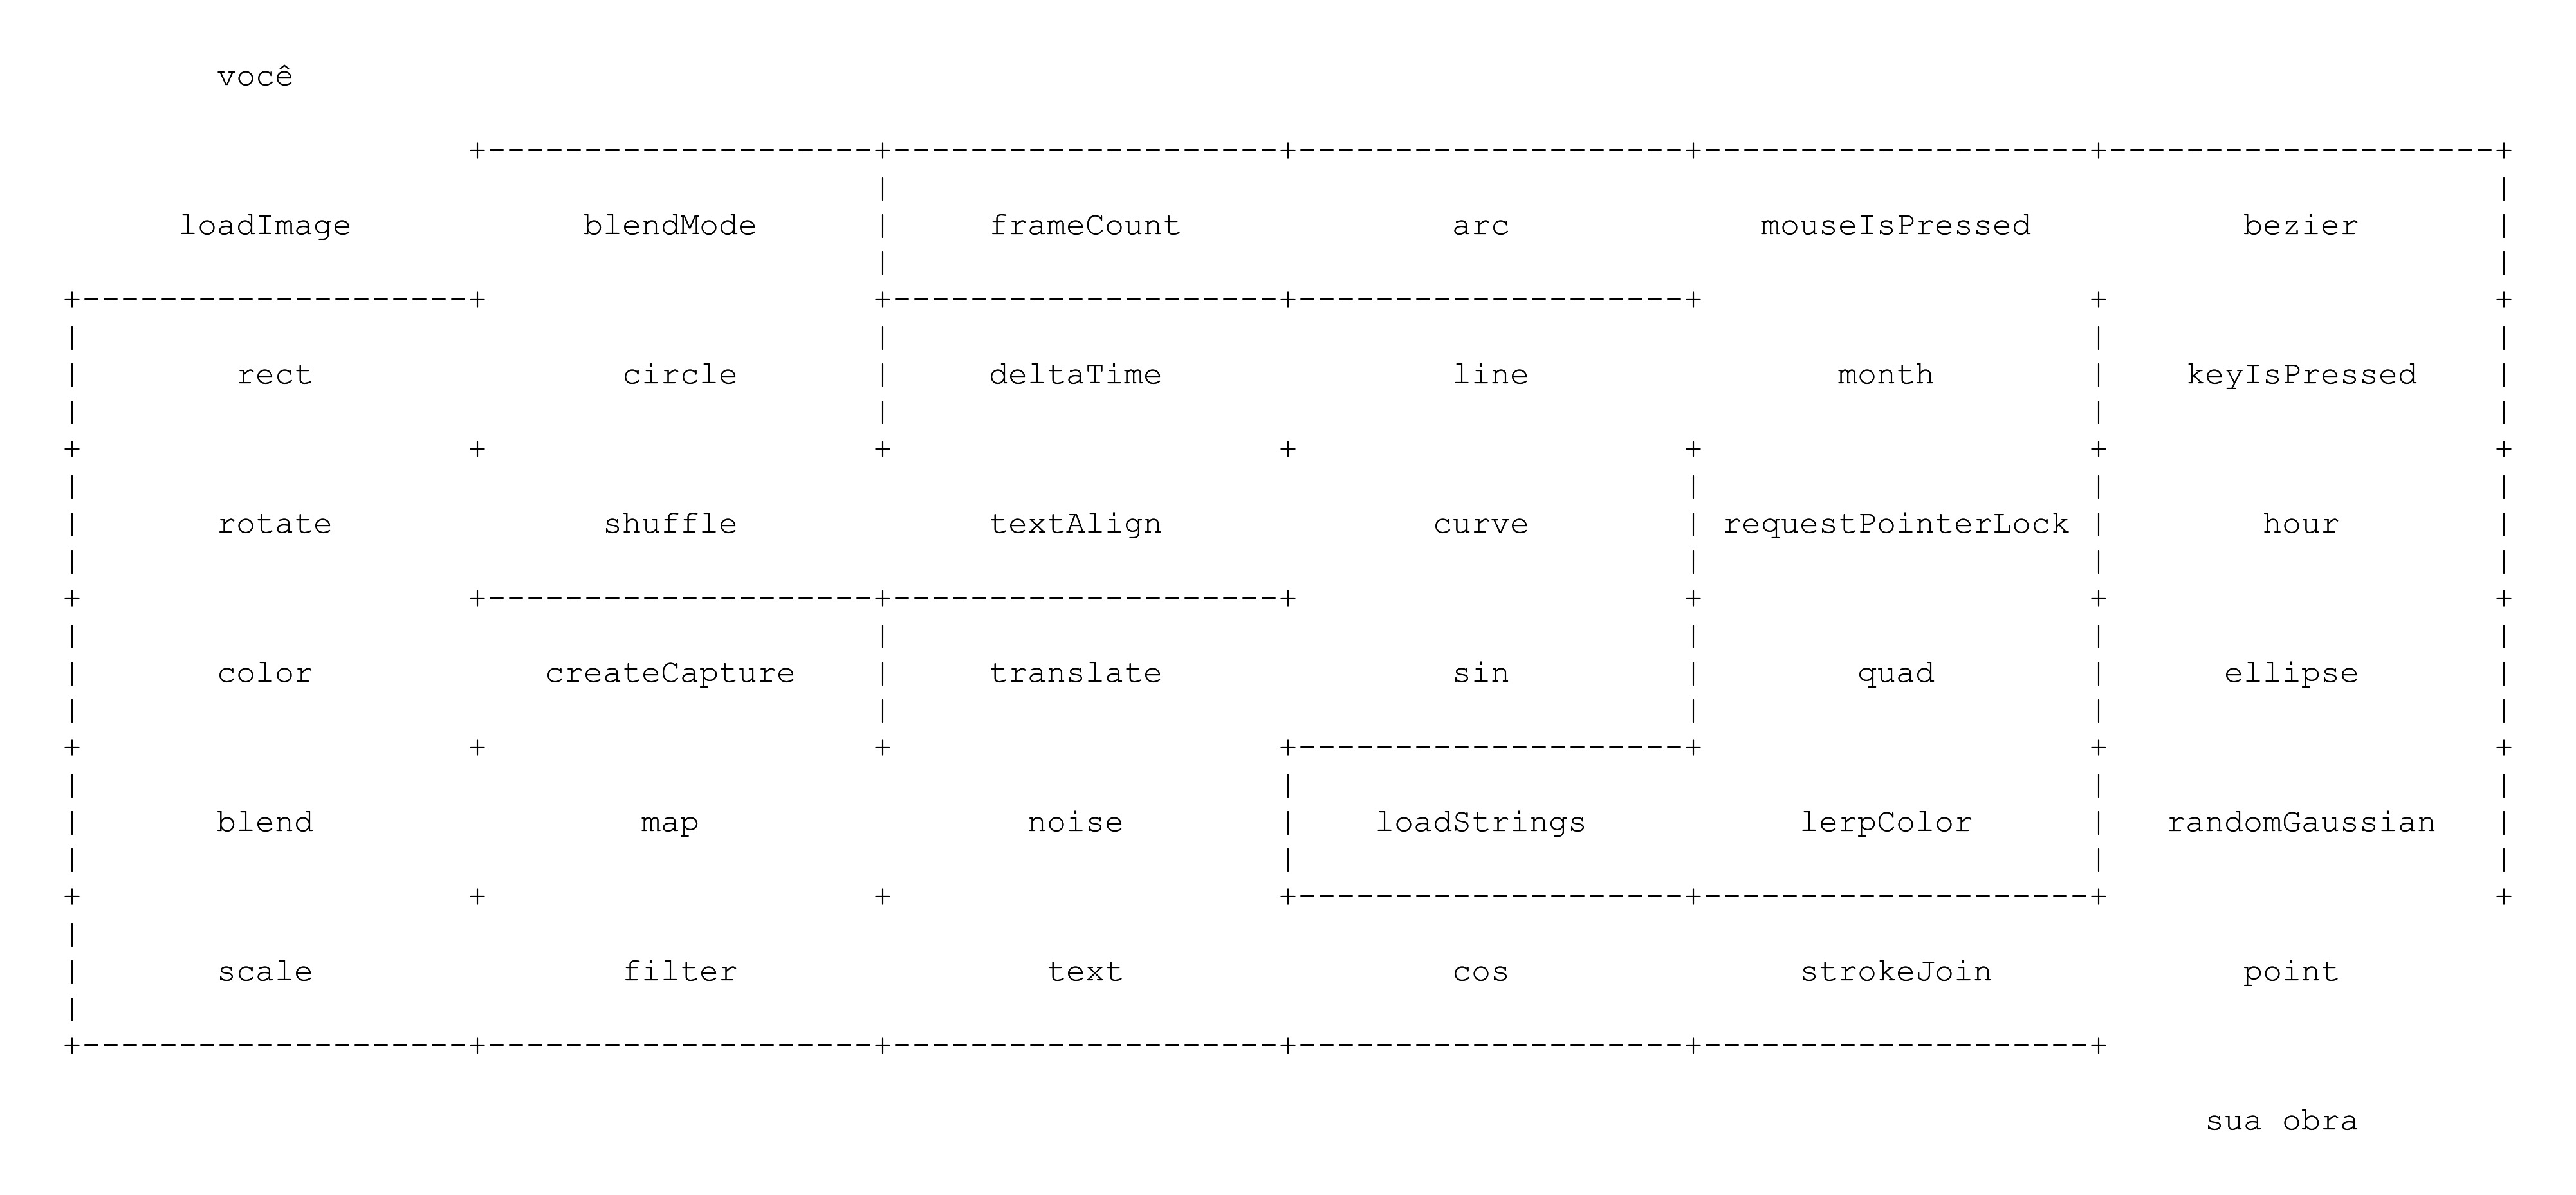 você
loadImage blendMode frameCount arc mouseIsPressed bezier
rect circle deltaTime line month keyIsPressed
rotate shuffle textAlign curve requestPointerLock hour
color createCapture translate sin quad ellipse
blend map noise loadStrings lerpColor randomGaussian
scale filter text cos strokeJoin point
sua obra